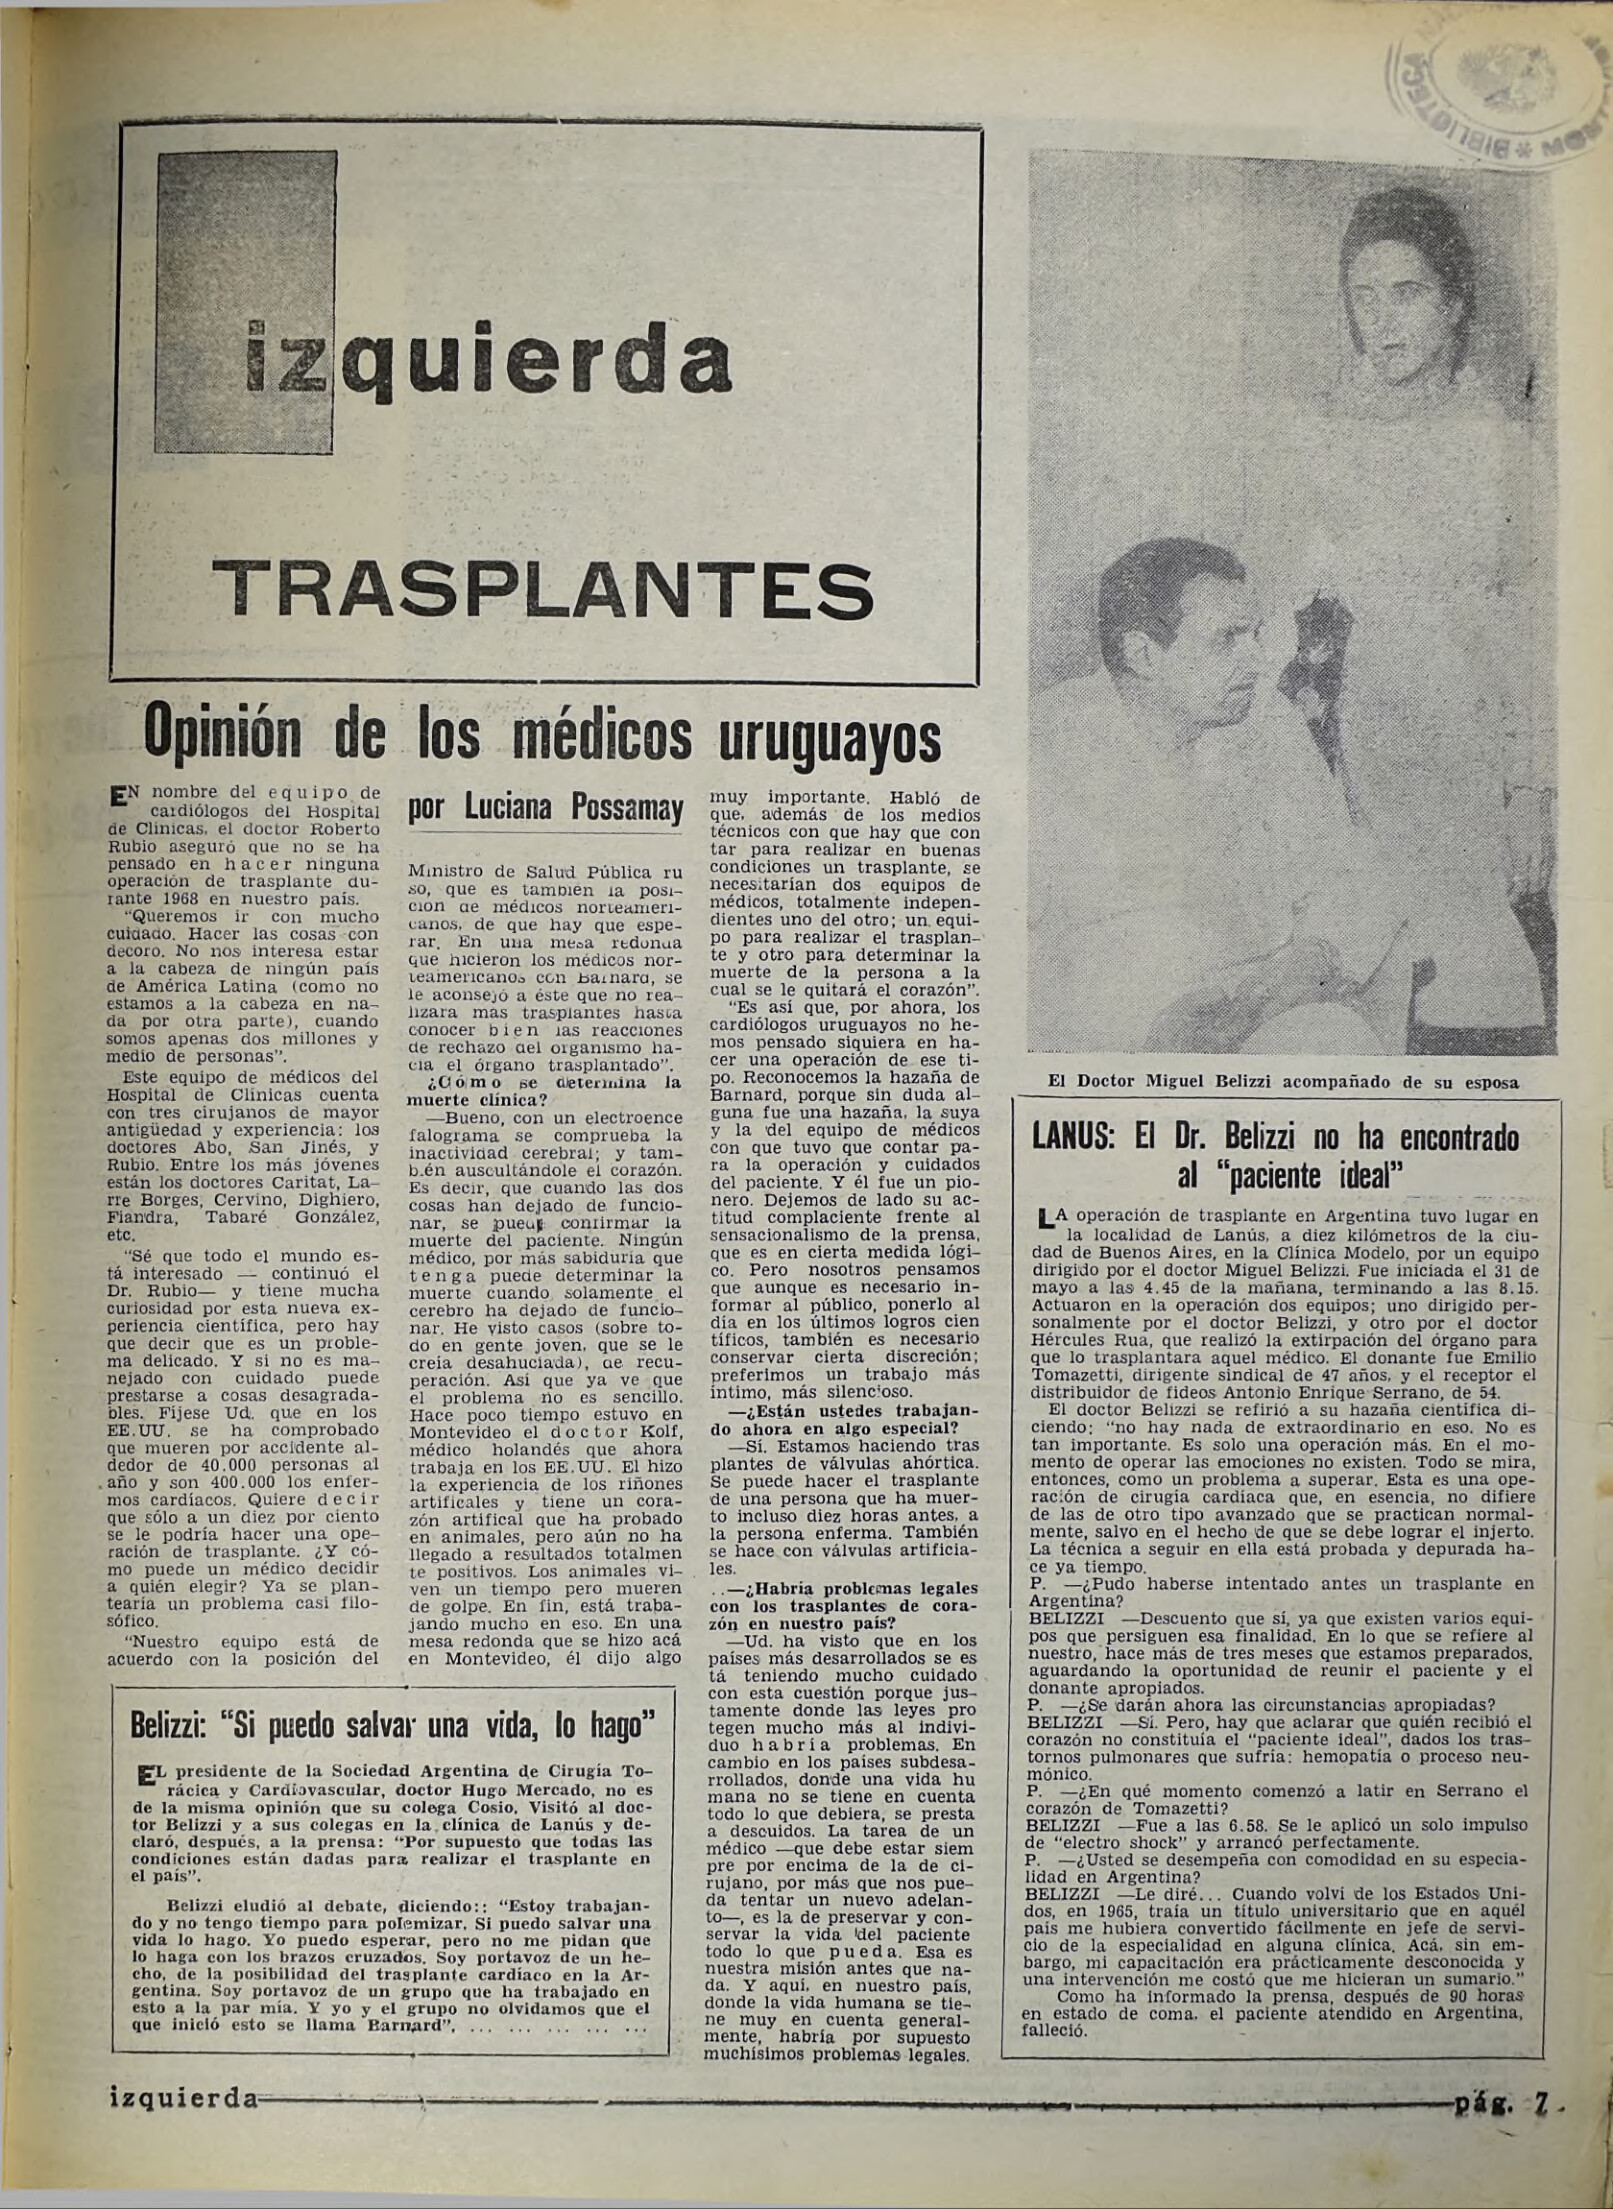 BIBLIOTECA
izquierda
TRASPLANTES
Opinión de los médicos uruguayos
EN nombre del equipo de
cardiólogos del Hospital
de Clinicas, el doctor Roberto
Rubio aseguró que no se ha
pensado en hacer ninguna
operación de trasplante du-
rante 1968 en nuestro país.
"Queremos ir con mucho
cuidado. Hacer las cosas con
decoro. No nos interesa estar
a la cabeza de ningún país
de América Latina (como no
estamos a la cabeza en na-
da por otra parte), cuando
somos apenas dos millones y
medio de personas".
Este equipo de médicos del
Hospital de Clínicas cuenta
con tres cirujanos de mayor
antigüedad y experiencia: los
doctores Abo, San Jinés, y
Rubio. Entre los más jóvenes
están los doctores Caritat, La-
rre Borges, Cervino, Dighiero,
Fiandra, Tabaré González,
etc.
"Sé que todo el mundo es-
tá interesado — continuó el
Dr. Rubio— y tiene mucha
curiosidad por esta nueva ex-
periencia científica, pero hay
que decir que es un proble-
ma delicado. Y si no es ma-
nejado con cuidado puede
prestarse a cosas desagrada-
bles. Fíjese Ud. que en los
EE.UU. se ha comprobado
que mueren por accidente al-
dedor de 40.000 personas al
año y son 400.000 los enfer-
mos cardíacos. Quiere decir
que sólo a un diez por ciento
se le podría hacer una ope-
ración de trasplante. ¿Y có-
mo puede un médico decidir
a quién elegir? Ya se plan-
tearía un problema casi filo-
sófico.
"Nuestro equipo está de
acuerdo con la posición del
por Luciana Possamay
Ministro de Salud Pública ru
so, que es también la posi-
cion de médicos norteameri-
canos, de que hay que espe-
rar. En una mesa redonda
que hicieron los médicos nor-
teamericanos con Barnard, se
le aconsejó a éste que no rea-
lizara mas trasplantes hasta
conocer bien las reacciones
de rechazo del organismo ha-
cia el órgano trasplantado".
¿Cómo se determina la
muerte clínica?
—Bueno, con un electroence
falograma se comprueba la
inactividad cerebral; y tam-
b.én auscultándole el corazón.
Es decir, que cuando las dos
cosas han dejado de funcio-
nar, se puede confirmar la
muerte del paciente. Ningún
médico, por más sabiduría que
tenga puede determinar la
muerte cuando solamente el
cerebro ha dejado de funcio-
nar. He visto casos (sobre to-
do en gente joven, que se le
creía desahuciada), de recu-
peración. Así que ya ve que
el problema no es sencillo.
Hace poco tiempo estuvo en
Montevideo el doctor Kolf,
médico holandés que ahora
trabaja en los EE.UU. El hizo
la experiencia de los riñones
artificales y tiene un cora-
zón artifical que ha probado
en animales, pero aún no ha
llegado a resultados totalmen
te positivos. Los animales vi-
ven un tiempo pero mueren
de golpe. En fin, está traba-
jando mucho en eso. En una
mesa redonda que se hizo acá
en Montevideo, él dijo algo
muy importante. Habló de
que, además de los medios
técnicos con que hay que con
tar para realizar en buenas
condiciones un trasplante, se
necesitarían dos equipos de
médicos, totalmente indepen-
dientes uno del otro; un equi-
po para realizar el trasplan-
te y otro para determinar la
muerte de la persona a la
cual se le quitará el corazón".
"Es así que, por ahora, los
cardiólogos uruguayos no he-
mos pensado siquiera en ha-
cer una operación de ese ti-
po. Reconocemos la hazaña de
Barnard, porque sin duda al-
guna fue una hazaña, la suya
y la del equipo de médicos
con que tuvo que contar pa-
ra la operación y cuidados
del paciente. Y él fue un pio-
nero. Dejemos de lado su ac-
titud complaciente frente al
sensacionalismo de la prensa,
que es en cierta medida lógi-
co. Pero nosotros pensamos
que aunque es necesario in-
formar al público, ponerlo al
día en los últimos logros cien
tíficos, también es necesario
conservar cierta discreción;
preferimos un trabajo más
íntimo, más silencioso.
—¿Están ustedes trabajan-
do ahora en algo especial?
—Sí. Estamos haciendo tras
plantes de válvulas ahórtica.
Se puede hacer el trasplante
de una persona que ha muer-
to incluso diez horas antes, a
la persona enferma. También
se hace con válvulas artificia-
les.
..—¿Habría problemas legales
con los trasplantes de cora-
zón en nuestro país?
—Ud. ha visto que en los
países más desarrollados se es
tá teniendo mucho cuidado
con esta cuestión porque jus-
tamente donde las leyes pro
tegen mucho más al indivi-
duo habría problemas. En
cambio en los países subdesa-
rrollados, donde una vida hu
mana no se tiene en cuenta
todo lo que debiera, se presta
a descuidos. La tarea de un
médico —que debe estar siem
pre por encima de la de ci-
rujano, por más que nos pue-
da tentar un nuevo adelan-
to—, es la de preservar y con-
servar la vida del paciente
todo lo que pueda. Esa es
nuestra misión antes que na-
da. Y aquí, en nuestro país,
donde la vida humana se tie-
ne muy en cuenta general-
mente, habría por supuesto
muchísimos problemas legales.
Belizzi: "Si puedo salvar una vida, lo hago"
EL presidente de la Sociedad Argentina de Cirugía To-
rácica y Cardiovascular, doctor Hugo Mercado, no es
de la misma opinión que su colega Cosio. Visitó al doc-
tor Belizzi y a sus colegas en la clínica de Lanús y de-
claró, después, a la prensa: "Por supuesto que todas las
condiciones están dadas para realizar el trasplante en
el país".
Belizzi eludió al debate, diciendo:: "Estoy trabajan-
do y no tengo tiempo para polemizar. Si puedo salvar una
vida lo hago. Yo puedo esperar, pero no me pidan que
lo haga con los brazos cruzados. Soy portavoz de un he-
cho, de la posibilidad del trasplante cardíaco en la Ar-
gentina. Soy portavoz de un grupo que ha trabajado en
esto a la par mía. Y yo y el grupo no olvidamos que el
que inició esto se llama Barnard". ... ... ... ... ... ...
El Doctor Miguel Belizzi acompañado de su esposa
LANUS: El Dr. Belizzi no ha encontrado
al "paciente ideal"
LA operación de trasplante en Argentina tuvo lugar en
la localidad de Lanús, a diez kilómetros de la ciu-
dad de Buenos Aires, en la Clínica Modelo, por un equipo
dirigido por el doctor Miguel Belizzi. Fue iniciada el 31 de
mayo a las 4.45 de la mañana, terminando a las 8.15.
Actuaron en la operación dos equipos; uno dirigido per-
sonalmente por el doctor Belizzi, y otro por el doctor
Hércules Rua, que realizó la extirpación del órgano para
que lo trasplantara aquel médico. El donante fue Emilio
Tomazetti, dirigente sindical de 47 años, y el receptor el
distribuidor de fideos Antonio Enrique Serrano, de 54.
El doctor Belizzi se refirió a su hazaña científica di-
ciendo: "no hay nada de extraordinario en eso. No es
tan importante. Es solo una operación más. En el mo-
mento de operar las emociones no existen. Todo se mira,
entonces, como un problema a superar. Esta es una ope-
ración de cirugía cardíaca que, en esencia, no difiere
de las de otro tipo avanzado que se practican normal-
mente, salvo en el hecho de que se debe lograr el injerto.
La técnica a seguir en ella está probada y depurada ha-
ce ya tiempo.
P. —¿Pudo haberse intentado antes un trasplante en
Argentina?
BELIZZI —Descuento que sí, ya que existen varios equi-
pos que persiguen esa finalidad. En lo que se refiere al
nuestro, hace más de tres meses que estamos preparados,
aguardando la oportunidad de reunir el paciente y el
donante apropiados.
P. —¿Se darán ahora las circunstancias apropiadas?
BELIZZI —Sí. Pero, hay que aclarar que quién recibió el
corazón no constituía el "paciente ideal", dados los tras-
tornos pulmonares que sufría: hemopatía o proceso neu-
mónico.
P. —¿En qué momento comenzó a latir en Serrano el
corazón de Tomazetti?
BELIZZI —Fue a las 6.58. Se le aplicó un solo impulso
de "electro shock" y arrancó perfectamente.
P. —¿Usted se desempeña con comodidad en su especia-
lidad en Argentina?
BELIZZI —Le diré... Cuando volví de los Estados Uni-
dos, en 1965, traía un título universitario que en aquél
país me hubiera convertido fácilmente en jefe de servi-
cio de la especialidad en alguna clínica. Acá, sin em-
bargo, mi capacitación era prácticamente desconocida y
una intervención me costó que me hicieran un sumario."
Como ha informado la prensa, después de 90 horas
en estado de coma, el paciente atendido en Argentina,
falleció.
izquierda
pág. 7